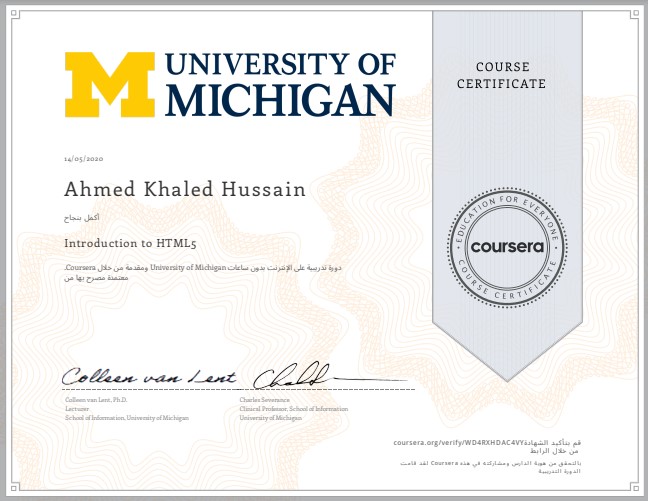 UNIVERSITY OF
MICHIGAN
COURSE
CERTIFICATE
14/05/2020
Ahmed Khaled Hussain
أكمل بنجاح
Introduction to HTML5
دورة تدريبية على الإنترنت بدون ساعات University of Michigan ومقدمة من خلال Coursera.
معتمدة مصرح بها من
EDUCATION FOR EVERYONE
coursera
COURSE CERTIFICATE
Colleen van Lent
Colleen van Lent, Ph.D.
Lecturer
School of Information, University of Michigan
Charles Severance
Clinical Professor, School of Information
University of Michigan
قم بتأكيد الشهادة coursera.org/verify/WD4RXHDAC4VY
من خلال الرابط
بالتحقق من هوية الدارس ومشاركته في هذه Coursera لقد قامت
الدورة التدريبية